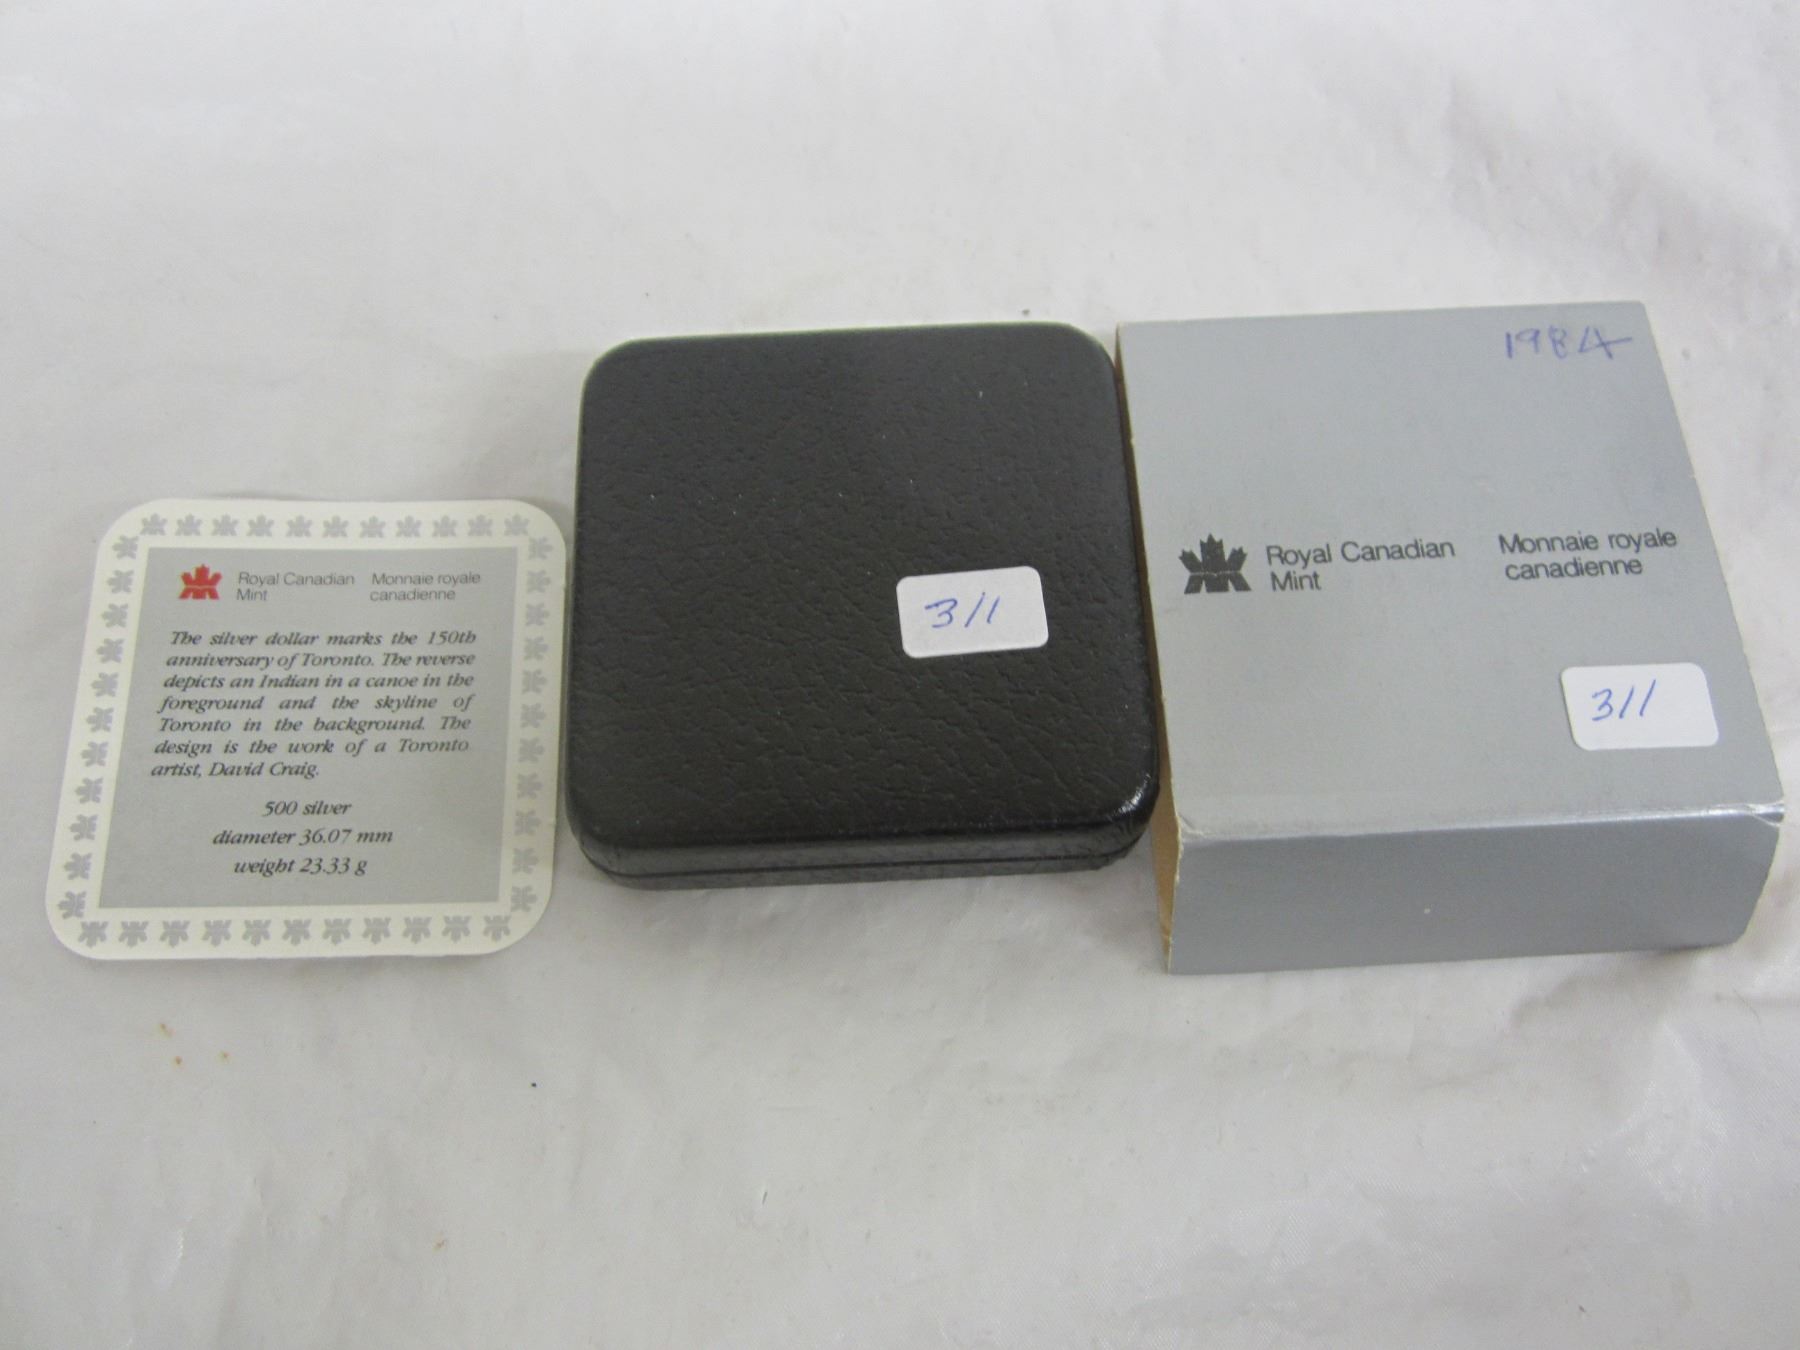 Royal Canadian Mint
Monnaie royale canadienne
The silver dollar marks the 150th
anniversary of Toronto. The reverse
depicts an Indian in a canoe in the
foreground and the skyline of
Toronto in the background. The
design is the work of a Toronto
artist, David Craig.
500 silver
diameter 36.07 mm
weight 23.33 g
311
1984
Royal Canadian
Mint
Monnaie royale
canadienne
311